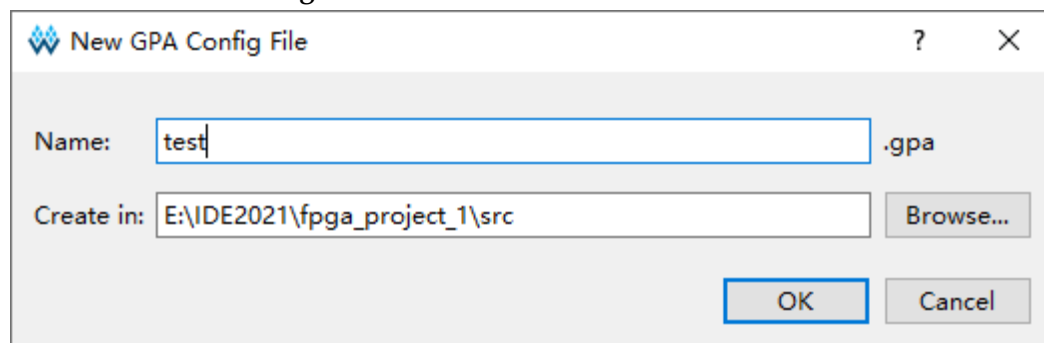 New GPA Config File ? ×
Name: test .gpa
Create in: E:\IDE2021\fpga_project_1\src Browse...
OK Cancel